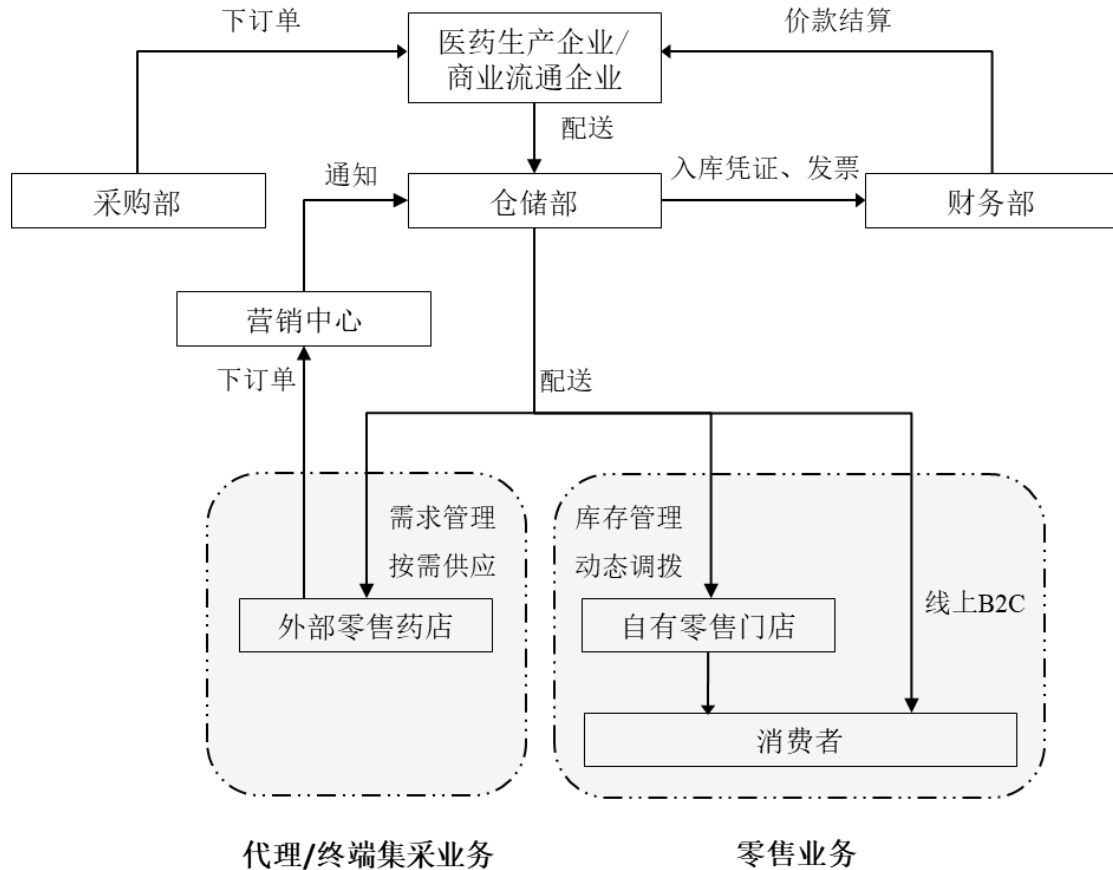 下订单
医药生产企业/
商业流通企业
价款结算
配送
采购部
通知
仓储部
入库凭证、发票
财务部
营销中心
下订单
配送
需求管理
按需供应
库存管理
动态调拨
外部零售药店
自有零售门店
线上B2C
消费者
代理/终端集采业务
零售业务